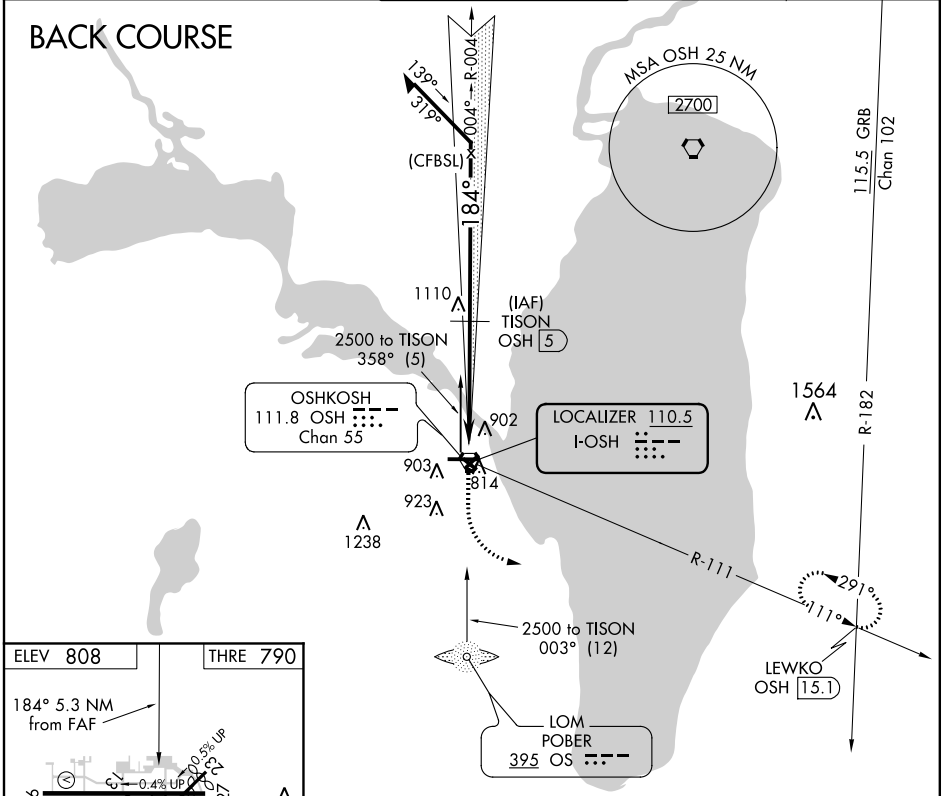 BACK COURSE
R-004
MSA OSH 25 NM
2700
115.5 GRB
Chan 102
139°
319°
004°
(CFBSL)
184°
1110
(IAF)
TISON
OSH 5
2500 to TISON
358° (5)
OSHKOSH
111.8 OSH
Chan 55
902
LOCALIZER 110.5
I-OSH
1564
R-182
903
814
923
1238
R-111
291°
111°
2500 to TISON
003° (12)
LEWKO
OSH 15.1
LOM
POBER
395 OS
ELEV 808
THRE 790
184° 5.3 NM
from FAF
0.5% UP
23
13
0.4% UP
V